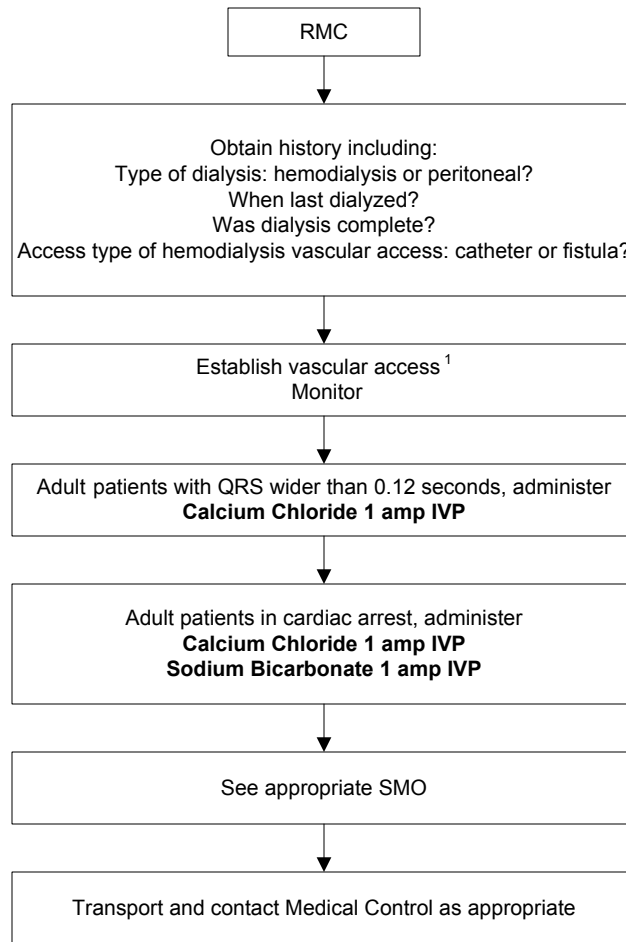 RMC
Obtain history including:
Type of dialysis: hemodialysis or peritoneal?
When last dialyzed?
Was dialysis complete?
Access type of hemodialysis vascular access: catheter or fistula?
Establish vascular access 1
Monitor
Adult patients with QRS wider than 0.12 seconds, administer
Calcium Chloride 1 amp IVP
Adult patients in cardiac arrest, administer
Calcium Chloride 1 amp IVP
Sodium Bicarbonate 1 amp IVP
See appropriate SMO
Transport and contact Medical Control as appropriate